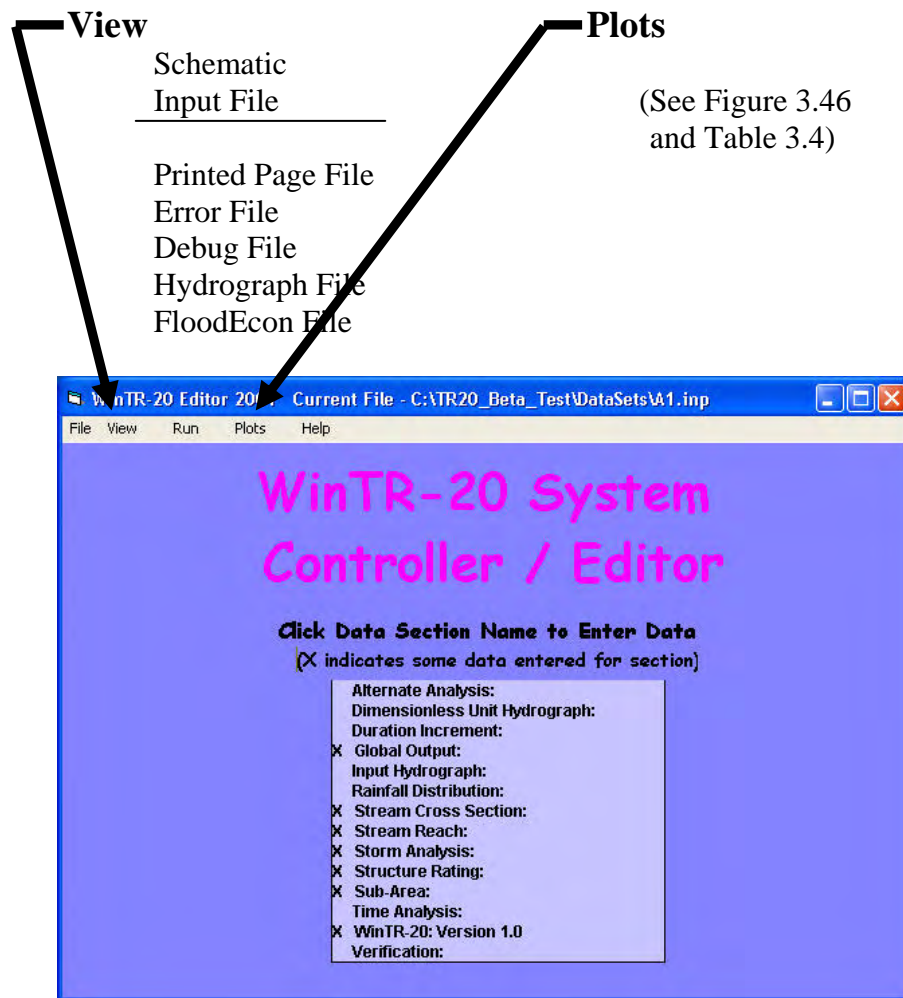 View
Schematic
Input File
Printed Page File
Error File
Debug File
Hydrograph File
FloodEcon File
Plots
(See Figure 3.46
and Table 3.4)
WinTR-20 Editor Current File - C:\TR20_Beta_Test\DataSets\A1.inp
File View Run Plots Help
WinTR-20 System
Controller / Editor
Click Data Section Name to Enter Data
(X indicates some data entered for section)
Alternate Analysis:
Dimensionless Unit Hydrograph:
Duration Increment:
X Global Output:
Input Hydrograph:
Rainfall Distribution:
X Stream Cross Section:
X Stream Reach:
X Storm Analysis:
X Structure Rating:
X Sub-Area:
Time Analysis:
X WinTR-20: Version 1.0
Verification: